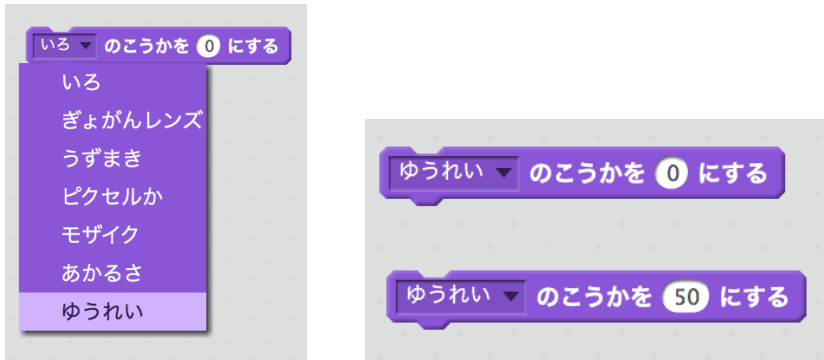 いろ のこうかを 0 にする
いろ
ぎょがんレンズ
うずまき
ピクセルか
モザイク
あかるさ
ゆうれい
ゆうれい のこうかを 0 にする
ゆうれい のこうかを 50 にする